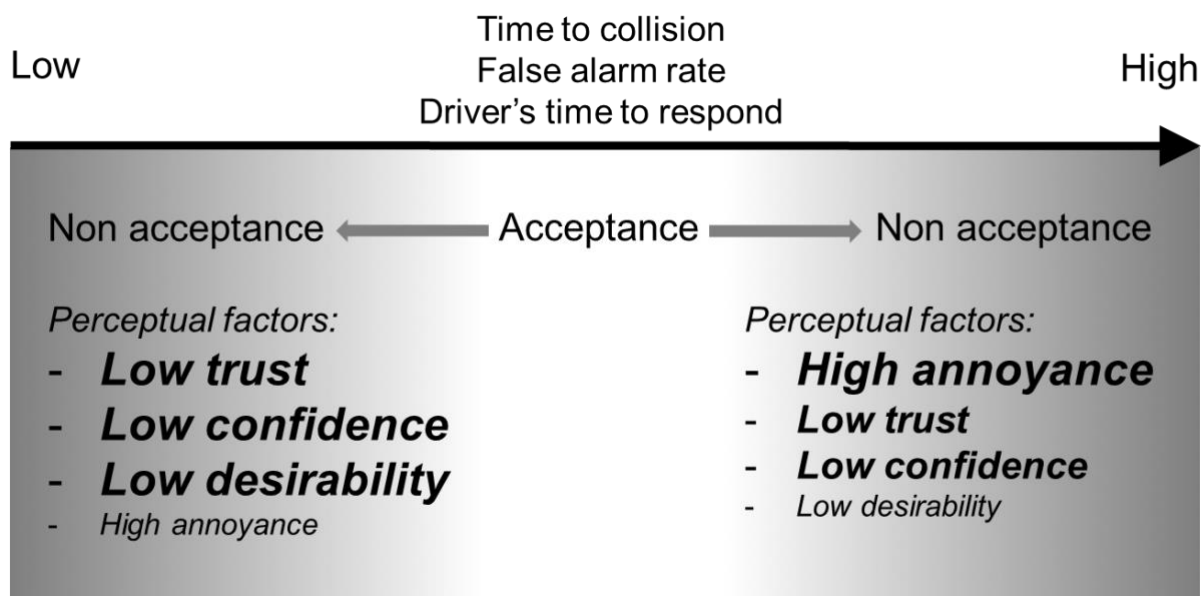 Time to collision
Low
False alarm rate
High
Driver's time to respond
Non acceptance
Acceptance
Non acceptance
Perceptual factors:
- Low trust
- Low confidence
- Low desirability
- High annoyance
Perceptual factors:
- High annoyance
- Low trust
- Low confidence
- Low desirability